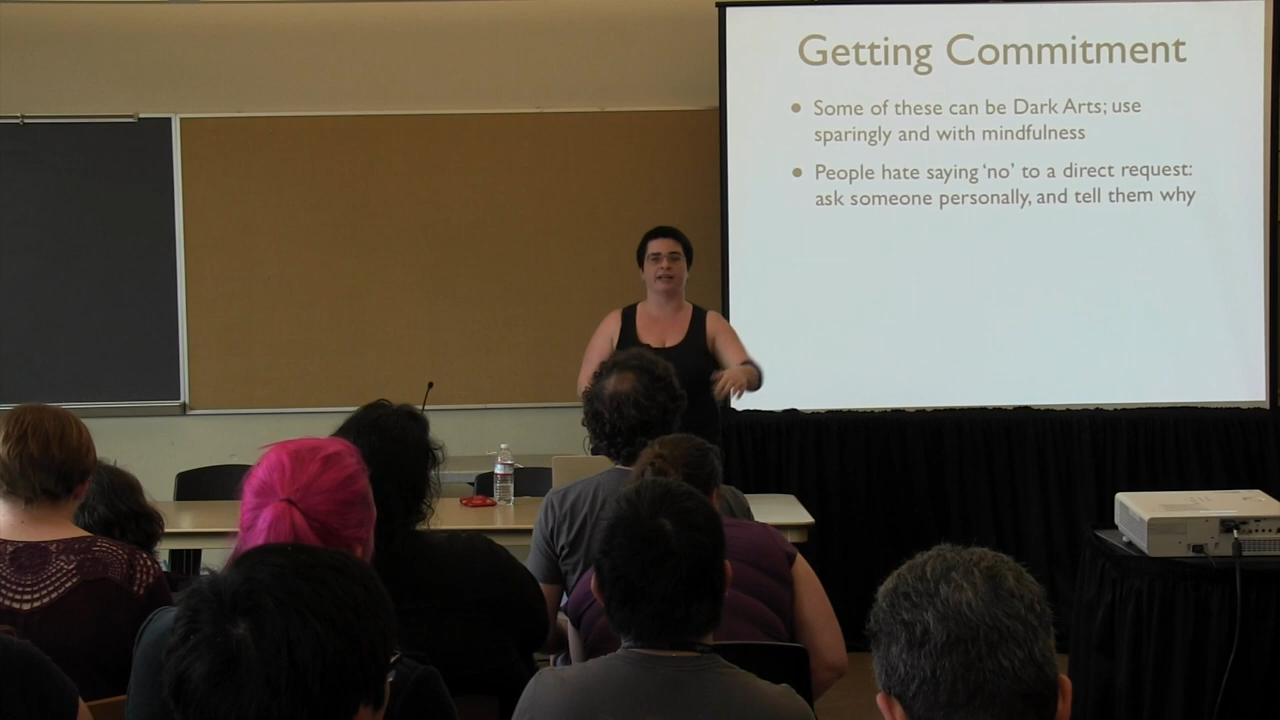 Getting Commitment
• Some of these can be Dark Arts; use
sparingly and with mindfulness
• People hate saying ‘no’ to a direct request:
ask someone personally, and tell them why